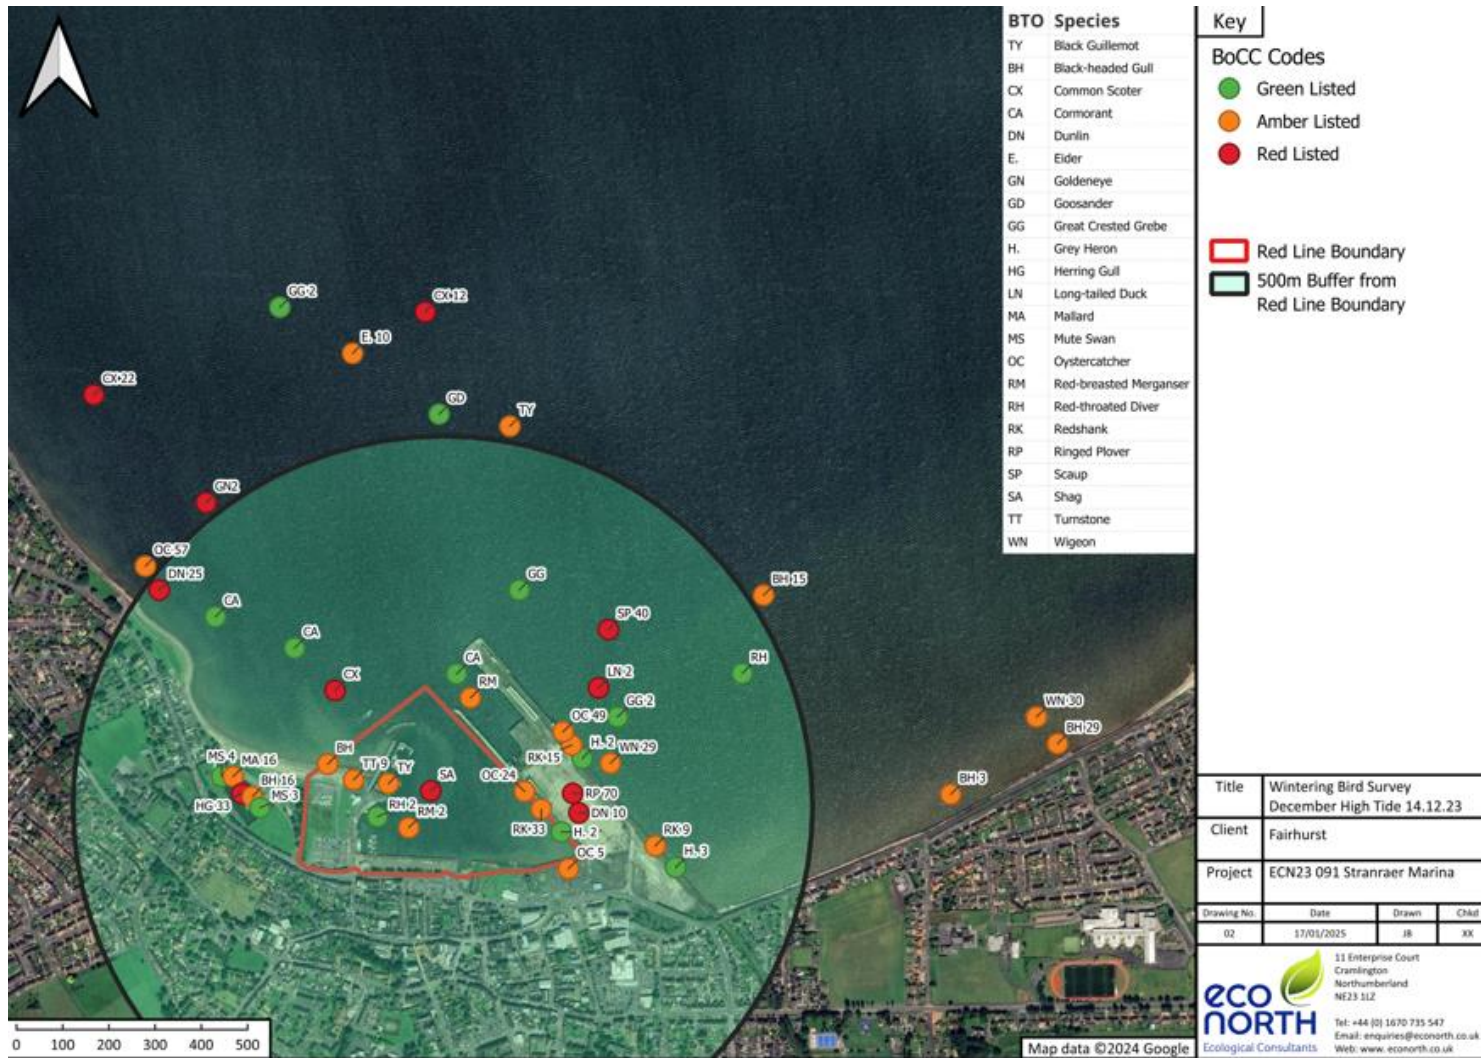 BTO Species
TY Black Guillemot
BH Black-headed Gull
CX Common Scoter
CA Cormorant
DN Dunlin
E. Eider
GN Goldeneye
GD Goosander
GG Great Crested Grebe
H. Grey Heron
HG Herring Gull
LN Long-tailed Duck
MA Mallard
MS Mute Swan
OC Oystercatcher
RM Red-breasted Merganser
RH Red-throated Diver
RK Redshank
RP Ringed Plover
SP Scaup
SA Shag
TT Turnstone
WN Wigeon
Key
BoCC Codes
Green Listed
Amber Listed
Red Listed
Red Line Boundary
500m Buffer from
Red Line Boundary
GG 2
CX 12
E. 10
CX 22
GD
TY
GN2
OC 57
DN 25
CA
GG
BH 15
SP 40
CA
CA
RH
CX
LN 2
RM
GG 2
WN 30
OC 49
BH 29
H. 2
RK 15
WN 29
BH
MS 4
MA 16
TT 9
TY
SA
OC 24
BH 16
BH 3
RP 70
MS 3
HG 33
RH 2
RM 2
DN 10
RK 33
H. 2
RK 9
H. 3
OC 5
Title
Wintering Bird Survey
December High Tide 14.12.23
Client
Fairhurst
Project
ECN23 091 Stranraer Marina
Drawing No. Date Drawn Chkd
02 17/01/2025 JB XX
eco
NORTH
Ecological Consultants
11 Enterprise Court
Cramlington
Northumberland
NE23 1LZ
Tel: +44 (0) 1670 735 547
Email: enquiries@econorth.co.uk
Web: www. econorth.co.uk
0 100 200 300 400 500
Map data ©2024 Google